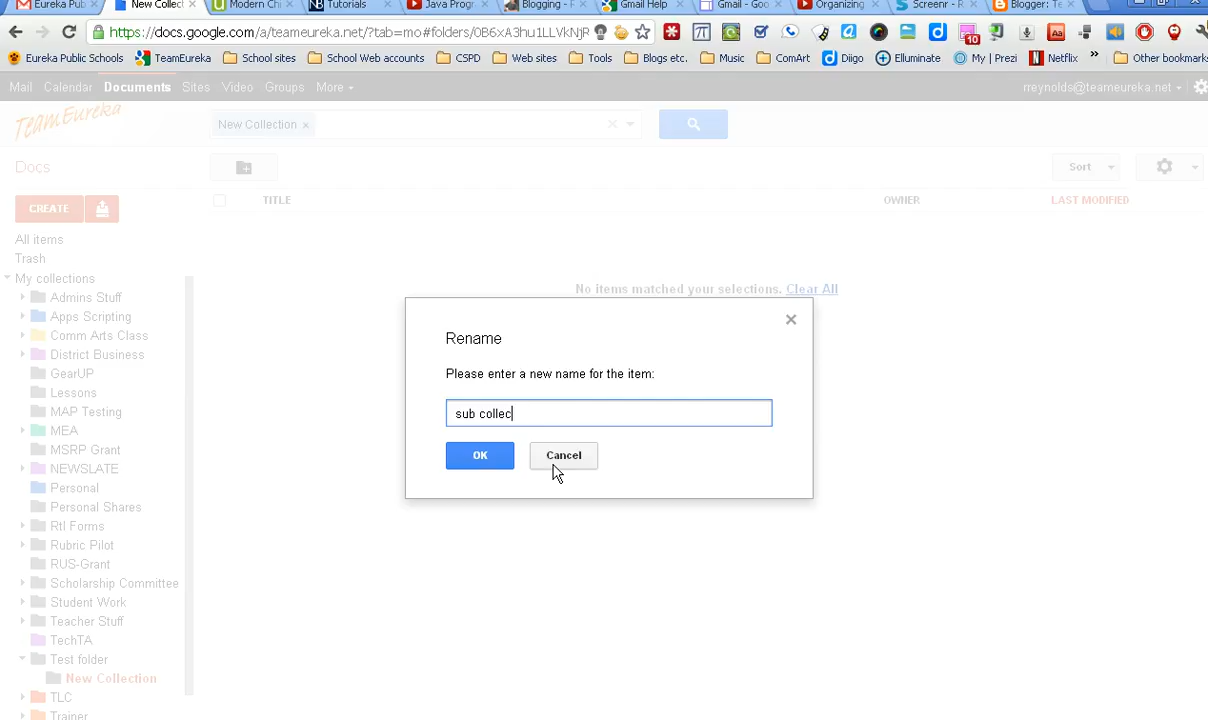 Eureka Pub
New Collect
Modern Chi
Tutorials
Java Progr
Blogging - F
Gmail Help
Gmail - Goo
Organizing
Screenr - R
Blogger: Te
https://docs.google.com/a/teameureka.net/?tab=mo#folders/0B6xA3hu1LLVkNjR
Eureka Public Schools
TeamEureka
School sites
School Web accounts
CSPD
Web sites
Tools
Blogs etc.
Music
ComArt
Diigo
Elluminate
My | Prezi
Netflix
Other bookmarks
Mail Calendar Documents Sites Video Groups More
rreynolds@teameureka.net
TeamEureka
New Collection
Docs
Sort
CREATE
TITLE
OWNER
LAST MODIFIED
All items
Trash
My collections
Admins Stuff
Apps Scripting
Comm Arts Class
District Business
GearUP
Lessons
MAP Testing
MEA
MSRP Grant
NEWSLATE
Personal
Personal Shares
Rtl Forms
Rubric Pilot
RUS-Grant
Scholarship Committee
Student Work
Teacher Stuff
TechTA
Test folder
New Collection
TLC
Trainer
No items matched your selections. Clear All
Rename
Please enter a new name for the item:
sub collec
OK
Cancel